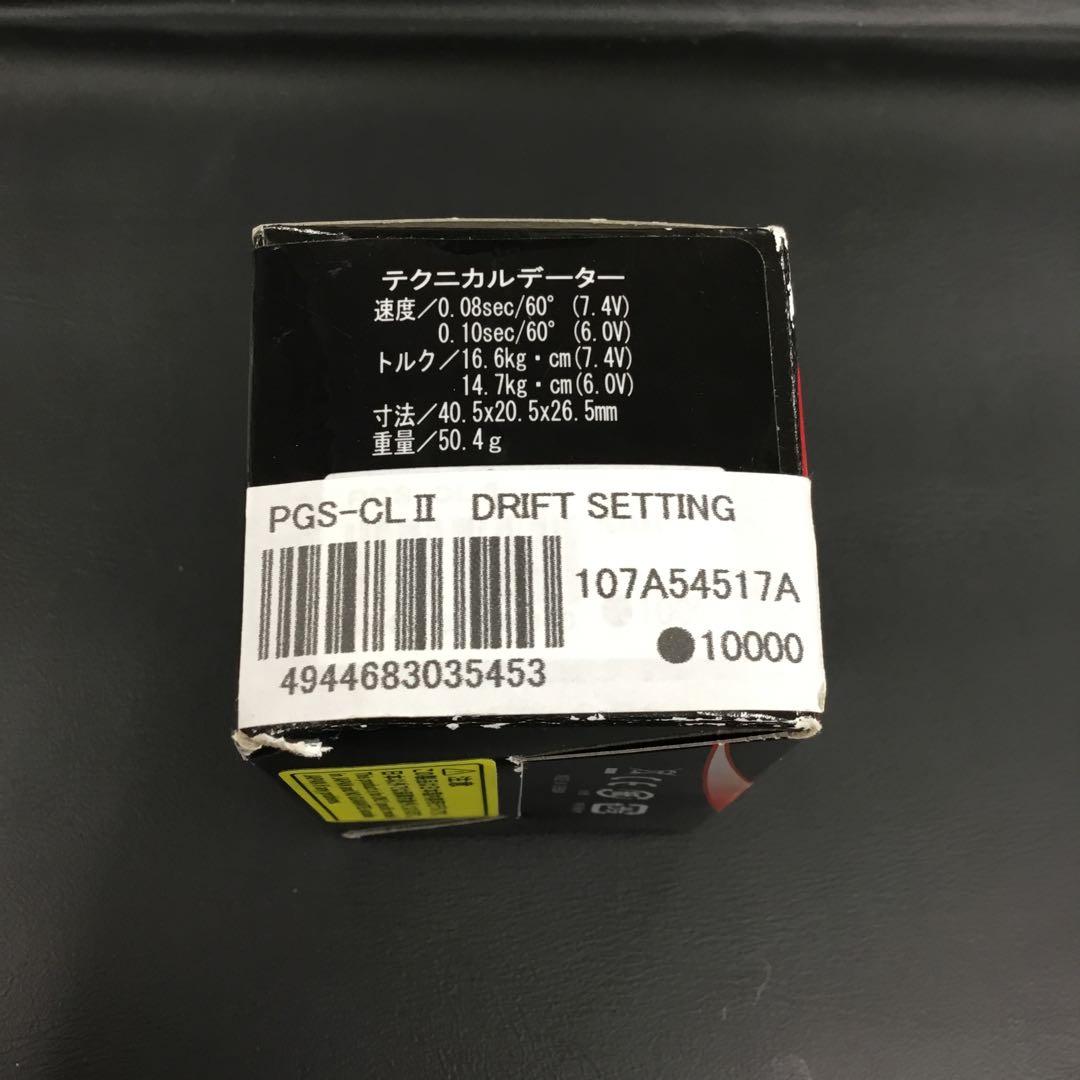 テクニカルデーター
速度/0.08sec/60° (7.4V)
0.10sec/60° (6.0V)
トルク/16.6kg・cm(7.4V)
14.7kg・cm(6.0V)
寸法/40.5x20.5x26.5mm
重量/50.4g
PGS-CLⅡ DRIFT SETTING
107A54517A
●10000
4944683035453
注意